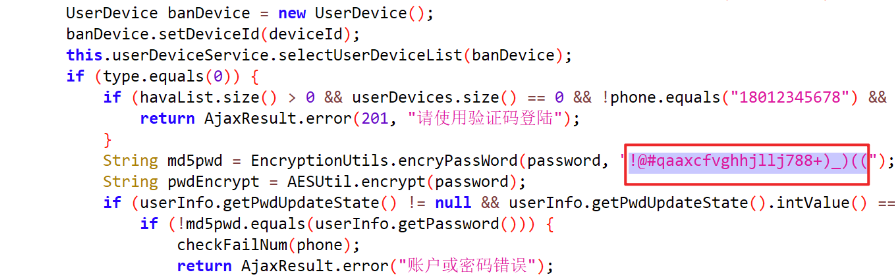 UserDevice banDevice = new UserDevice();
banDevice.setDeviceId(deviceId);
this.userDeviceService.selectUserDeviceList(banDevice);
if (type.equals(0)) {
if (havaList.size() > 0 && userDevices.size() == 0 && !phone.equals("18012345678") &&
return AjaxResult.error(201, "请使用验证码登陆");
}
String md5pwd = EncryptionUtils.encryPassWord(password, "!@#qaaxcfvghhjllj788+)_)((");
String pwdEncrypt = AESUtil.encrypt(password);
if (userInfo.getPwdUpdateState() != null && userInfo.getPwdUpdateState().intValue() ==
if (!md5pwd.equals(userInfo.getPassword())) {
checkFailNum(phone);
return AjaxResult.error("账户或密码错误");